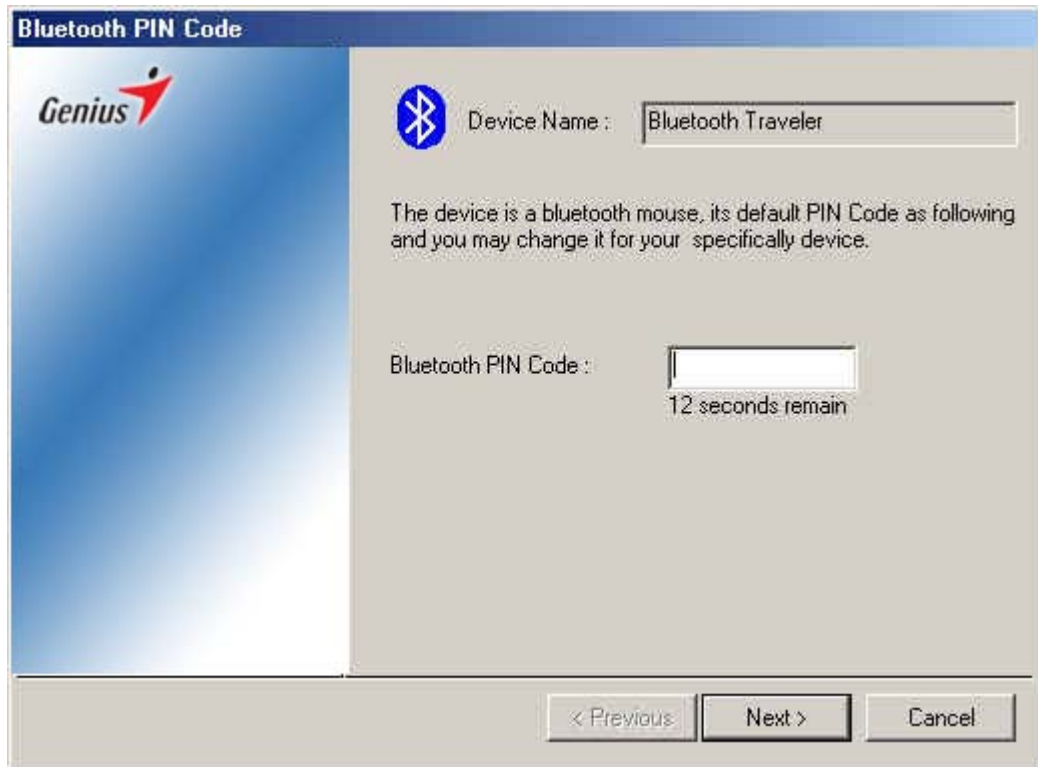 Bluetooth PIN Code
Genius
Device Name : Bluetooth Traveler
The device is a bluetooth mouse, its default PIN Code as following
and you may change it for your specifically device.
Bluetooth PIN Code :
12 seconds remain
< Previous Next > Cancel